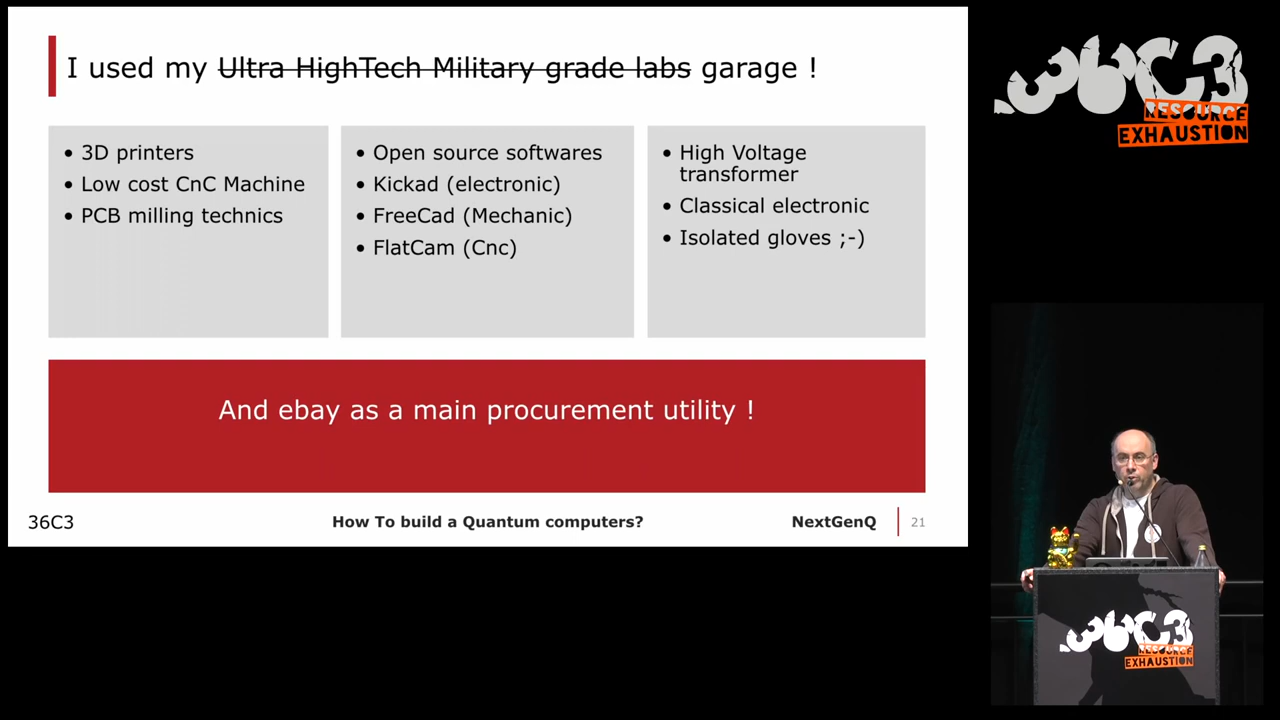 I used my Ultra HighTech Military grade labs garage !
• 3D printers
• Low cost CnC Machine
• PCB milling technics
• Open source softwares
• Kickad (electronic)
• FreeCad (Mechanic)
• FlatCam (Cnc)
• High Voltage
transformer
• Classical electronic
• Isolated gloves ;-)
And ebay as a main procurement utility !
36C3
How To build a Quantum computers?
NextGenQ
21
36C3
RESOURCE
EXHAUSTION
36C3
RESOURCE
EXHAUSTION